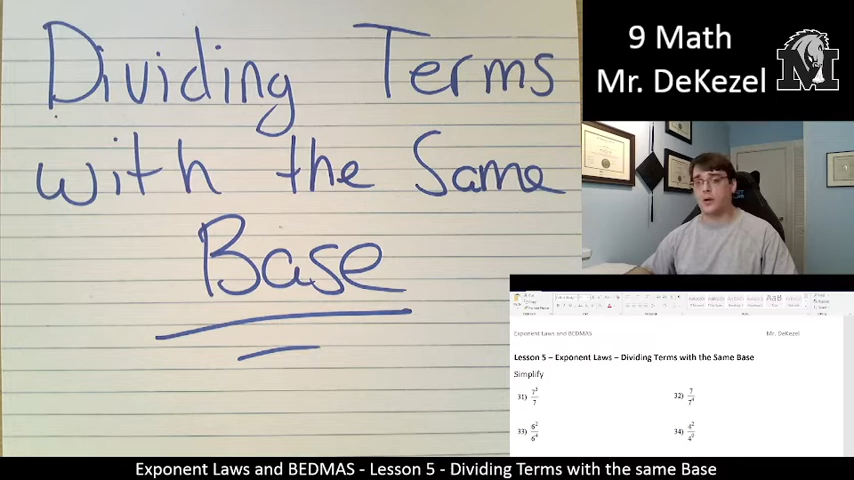 Dividing Terms
with the Same
Base
9 Math
Mr. DeKezel
M
Exponent Laws and BEDMAS Mr. DeKezel
Lesson 5 – Exponent Laws – Dividing Terms with the Same Base
Simplify
31) 32)
33) 34)
Exponent Laws and BEDMAS - Lesson 5 - Dividing Terms with the same Base